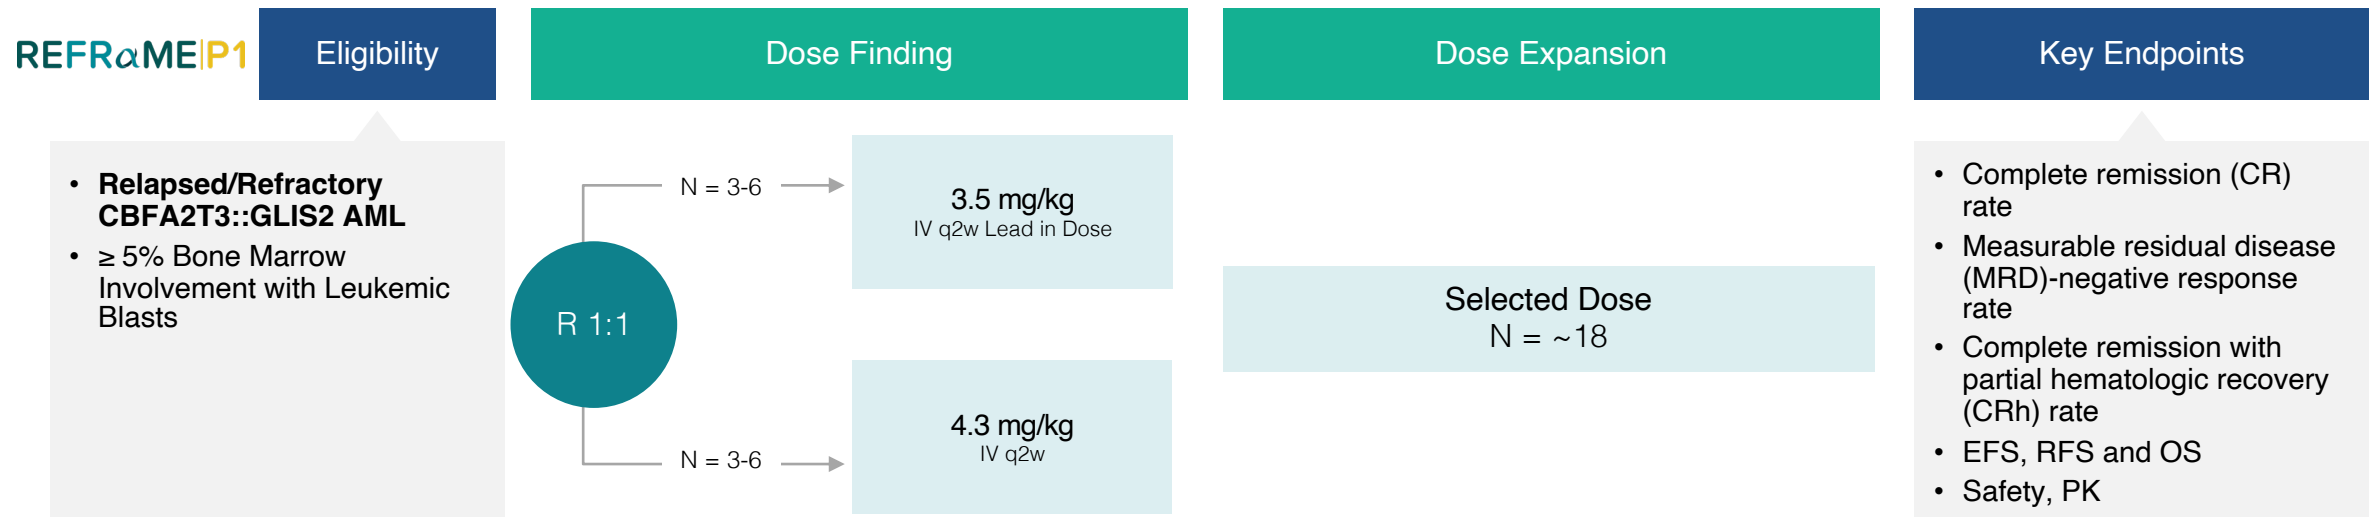 REFRαME|P1
Eligibility
Dose Finding
Dose Expansion
Key Endpoints
• Relapsed/Refractory
CBFA2T3::GLIS2 AML
• ≥ 5% Bone Marrow
Involvement with Leukemic
Blasts
R 1:1
N = 3-6
3.5 mg/kg
IV q2w Lead in Dose
N = 3-6
4.3 mg/kg
IV q2w
Selected Dose
N = ~18
• Complete remission (CR)
rate
• Measurable residual disease
(MRD)-negative response
rate
• Complete remission with
partial hematologic recovery
(CRh) rate
• EFS, RFS and OS
• Safety, PK